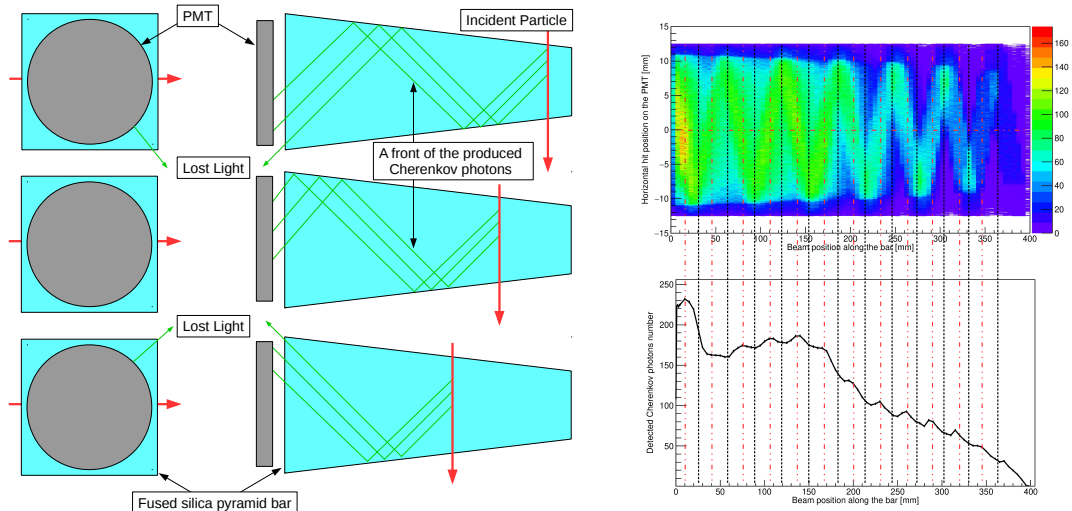 PMT
Incident Particle
Lost Light
A front of the produced
Cherenkov photons
Lost Light
Fused silica pyramid bar
Horizontal hit position on the PMT [mm]
15
10
5
0
−5
−10
−15
0 50 100 150 200 250 300 350 400
Beam position along the bar [mm]
160
140
120
100
80
60
40
20
0
Detected Cherenkov photons number
250
200
150
100
50
0 50 100 150 200 250 300 350 400
Beam position along the bar [mm]